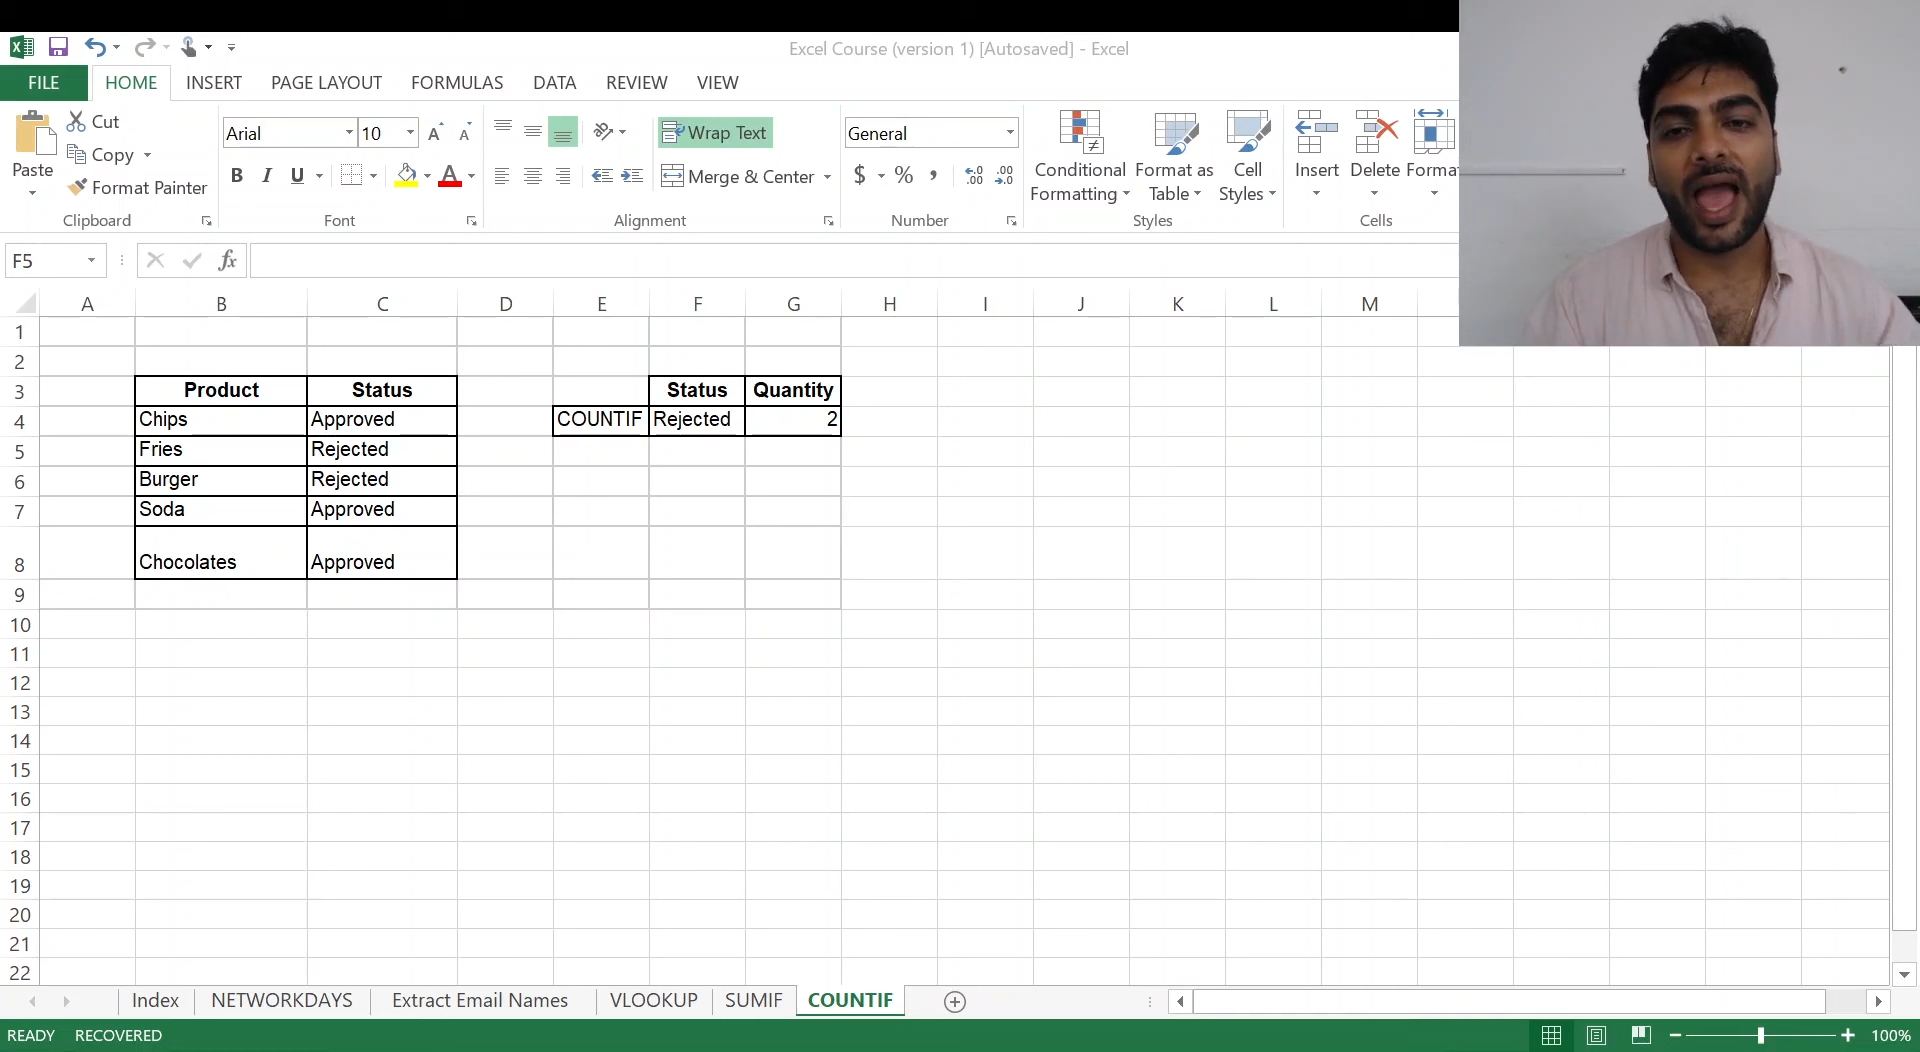 Excel Course (version 1) [Autosaved] - Excel
FILE HOME INSERT PAGE LAYOUT FORMULAS DATA REVIEW VIEW
Paste
Cut
Copy
Format Painter
Clipboard
Arial 10
B I U
Font
Wrap Text
Merge & Center
Alignment
General
$ % ,
Number
Conditional Formatting
Format as Table
Cell Styles
Styles
Insert
Delete
Forma
Cells
F5 fx
A B C D E F G H I J K L M
1
2
3 Product Status Status Quantity
4 Chips Approved COUNTIF Rejected 2
5 Fries Rejected
6 Burger Rejected
7 Soda Approved
8 Chocolates Approved
9
10
11
12
13
14
15
16
17
18
19
20
21
22
Index NETWORKDAYS Extract Email Names VLOOKUP SUMIF COUNTIF
READY RECOVERED 100%